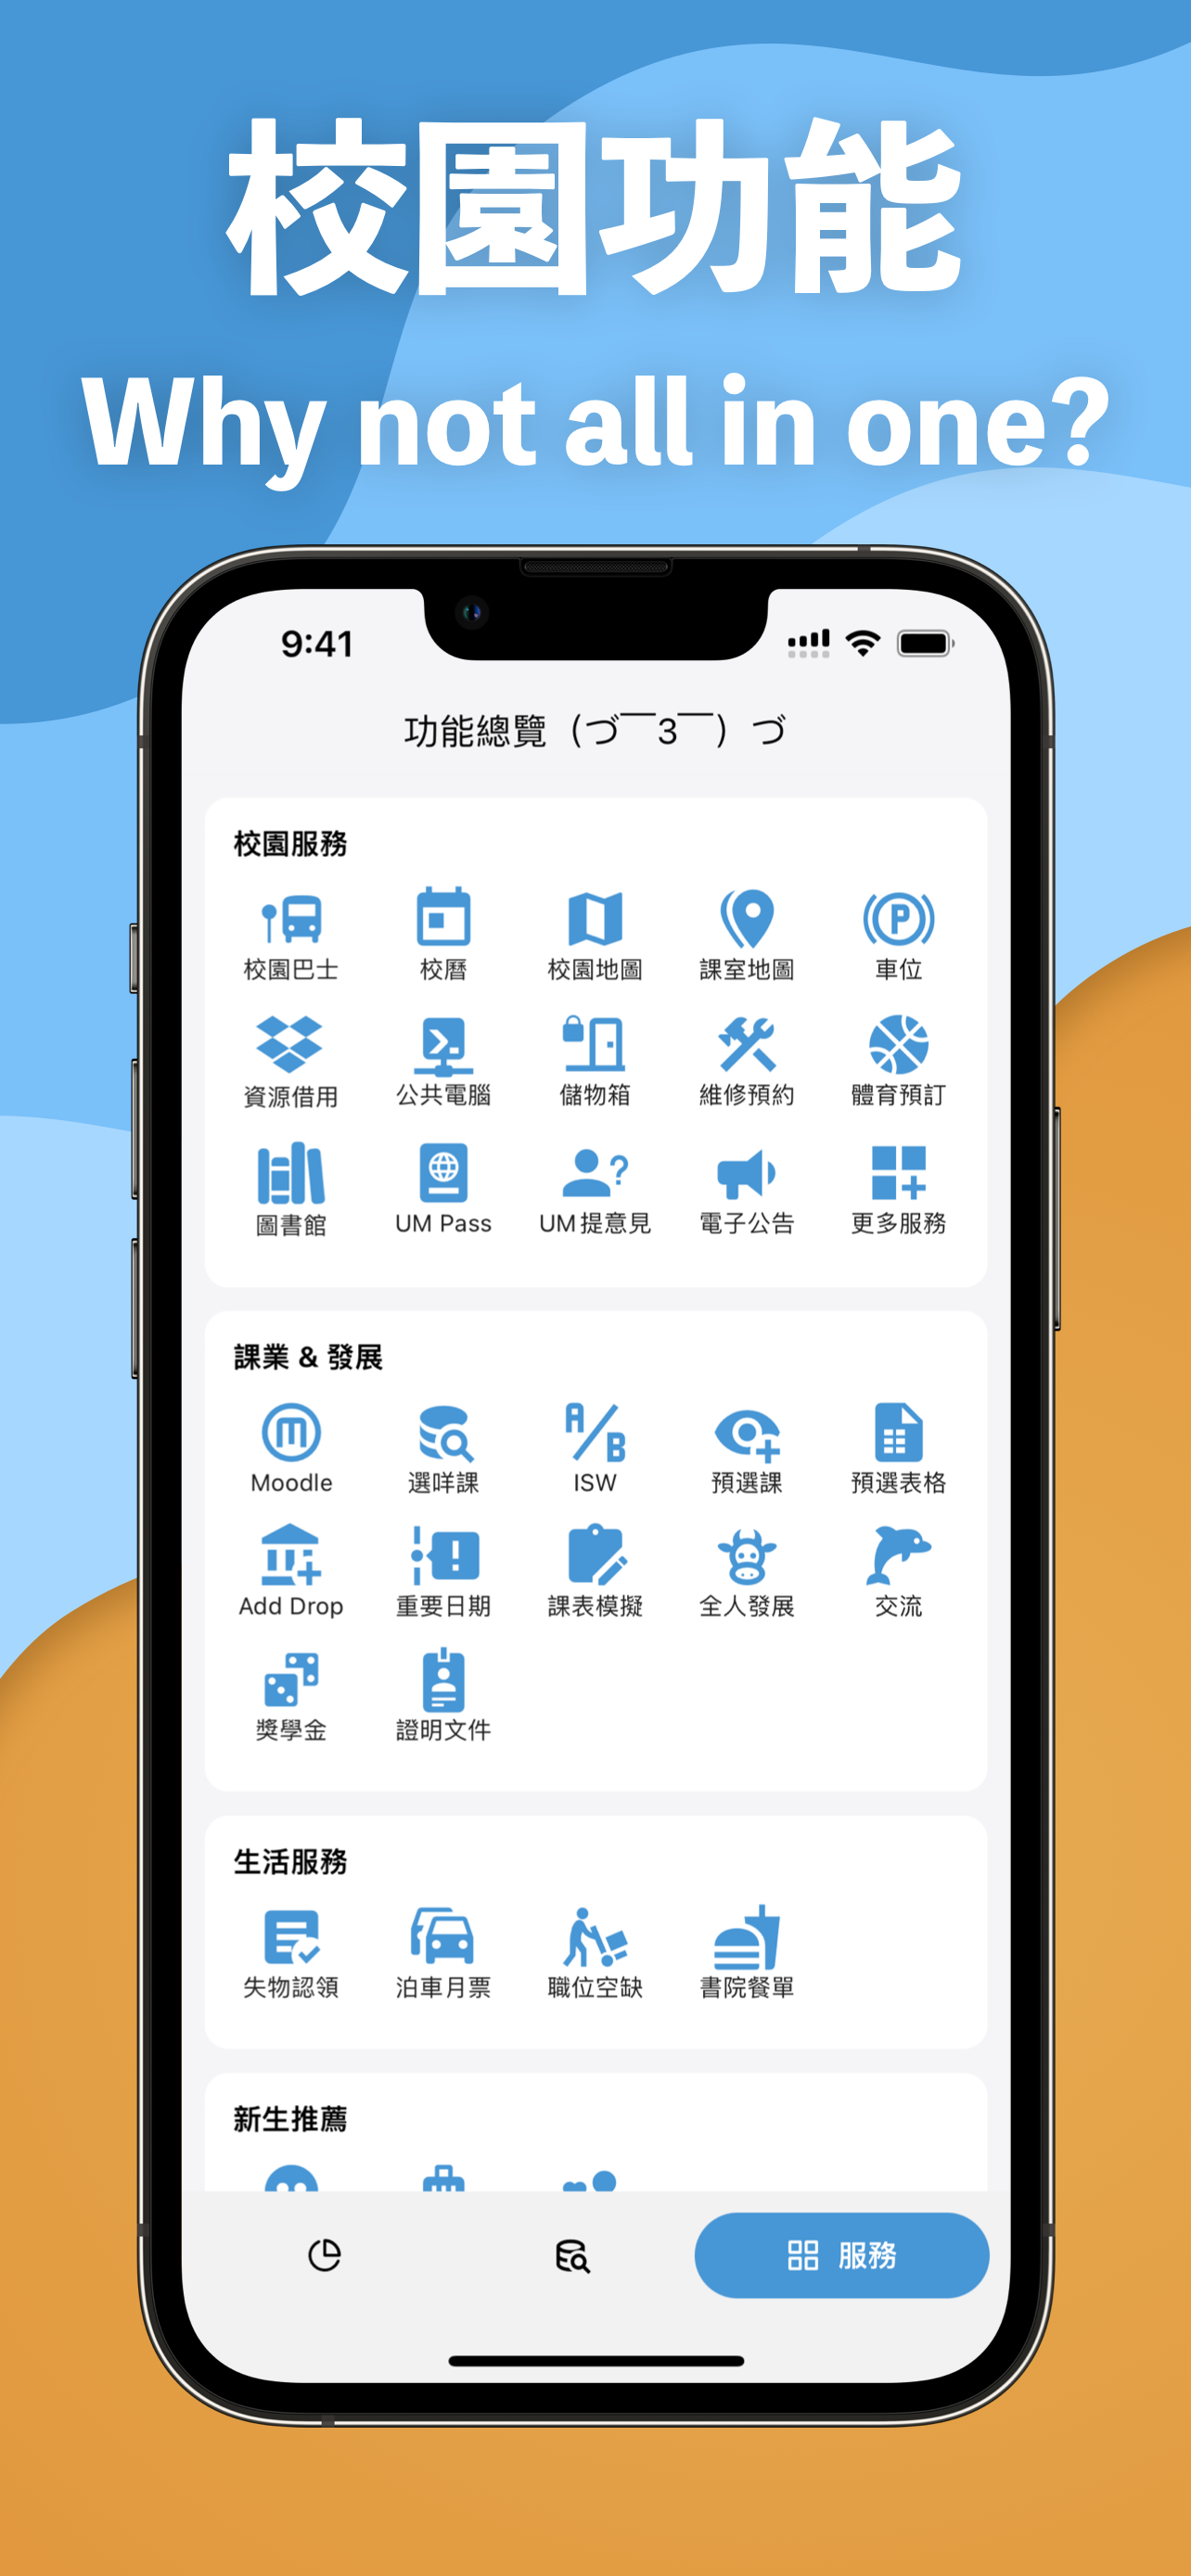 校園功能
Why not all in one?
9:41
功能總覽（づ￣3￣）づ
校園服務
校園巴士 校曆 校園地圖 課室地圖 車位
資源借用 公共電腦 儲物箱 維修預約 體育預訂
圖書館 UM Pass UM 提意見 電子公告 更多服務
課業 & 發展
Moodle 選咩課 ISW 預選課 預選表格
Add Drop 重要日期 課表模擬 全人發展 交流
獎學金 證明文件
生活服務
失物認領 泊車月票 職位空缺 書院餐單
新生推薦
服務